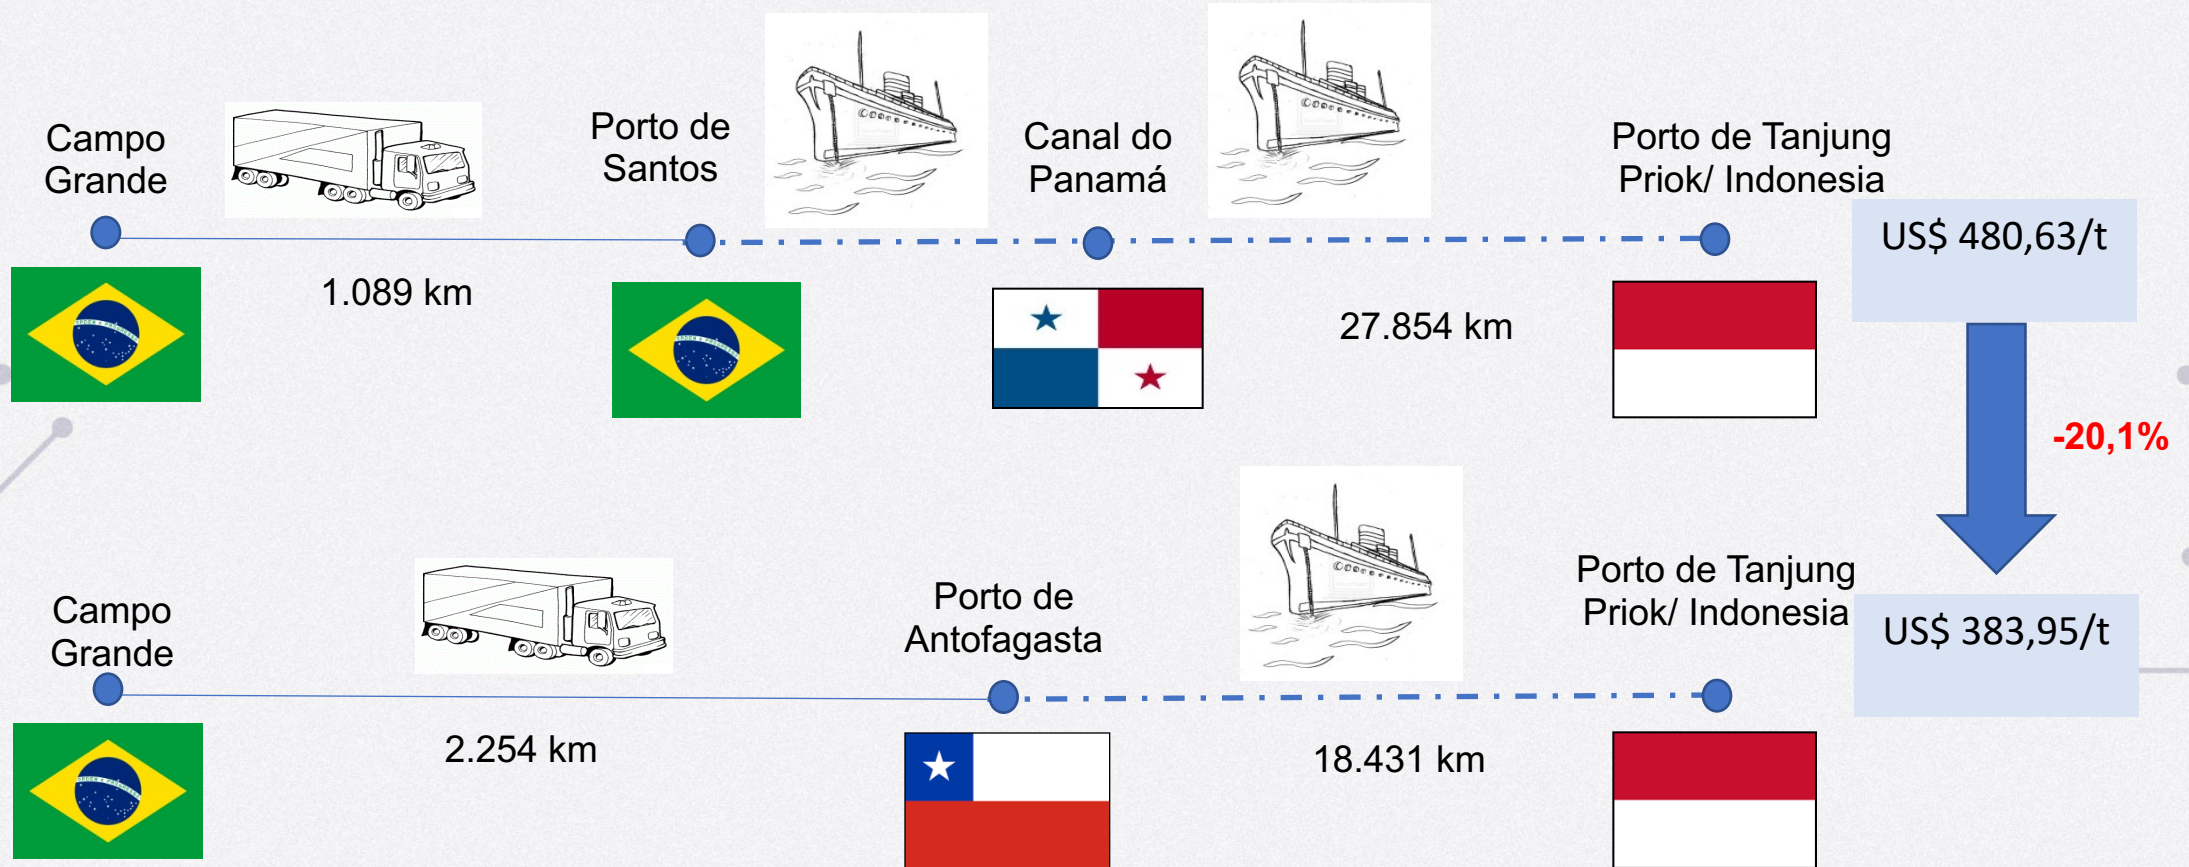 Campo
Grande
Porto de
Santos
Canal do
Panamá
Porto de Tanjung
Priok/ Indonesia
US$ 480,63/t
1.089 km
27.854 km
-20,1%
Campo
Grande
Porto de
Antofagasta
Porto de Tanjung
Priok/ Indonesia
US$ 383,95/t
2.254 km
18.431 km